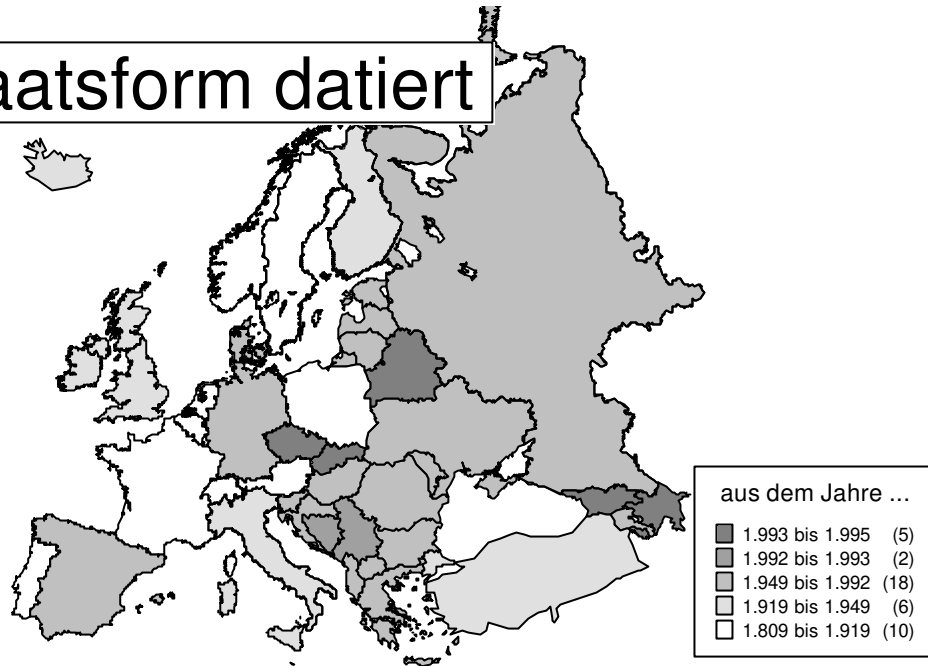 aatsform datiert
aus dem Jahre ...
1.993 bis 1.995 (5)
1.992 bis 1.993 (2)
1.949 bis 1.992 (18)
1.919 bis 1.949 (6)
1.809 bis 1.919 (10)